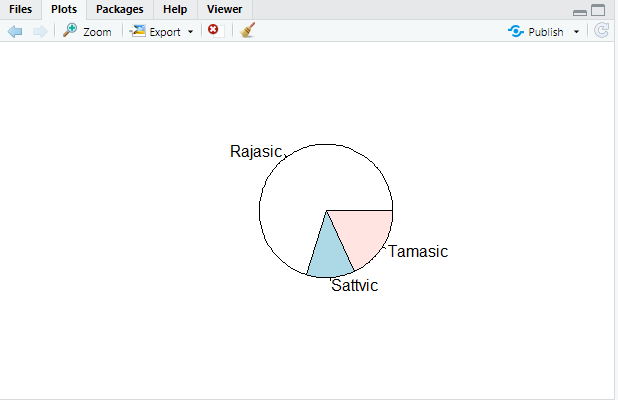 Files Plots Packages Help Viewer
Zoom Export Publish
Rajasic
Tamasic
Sattvic